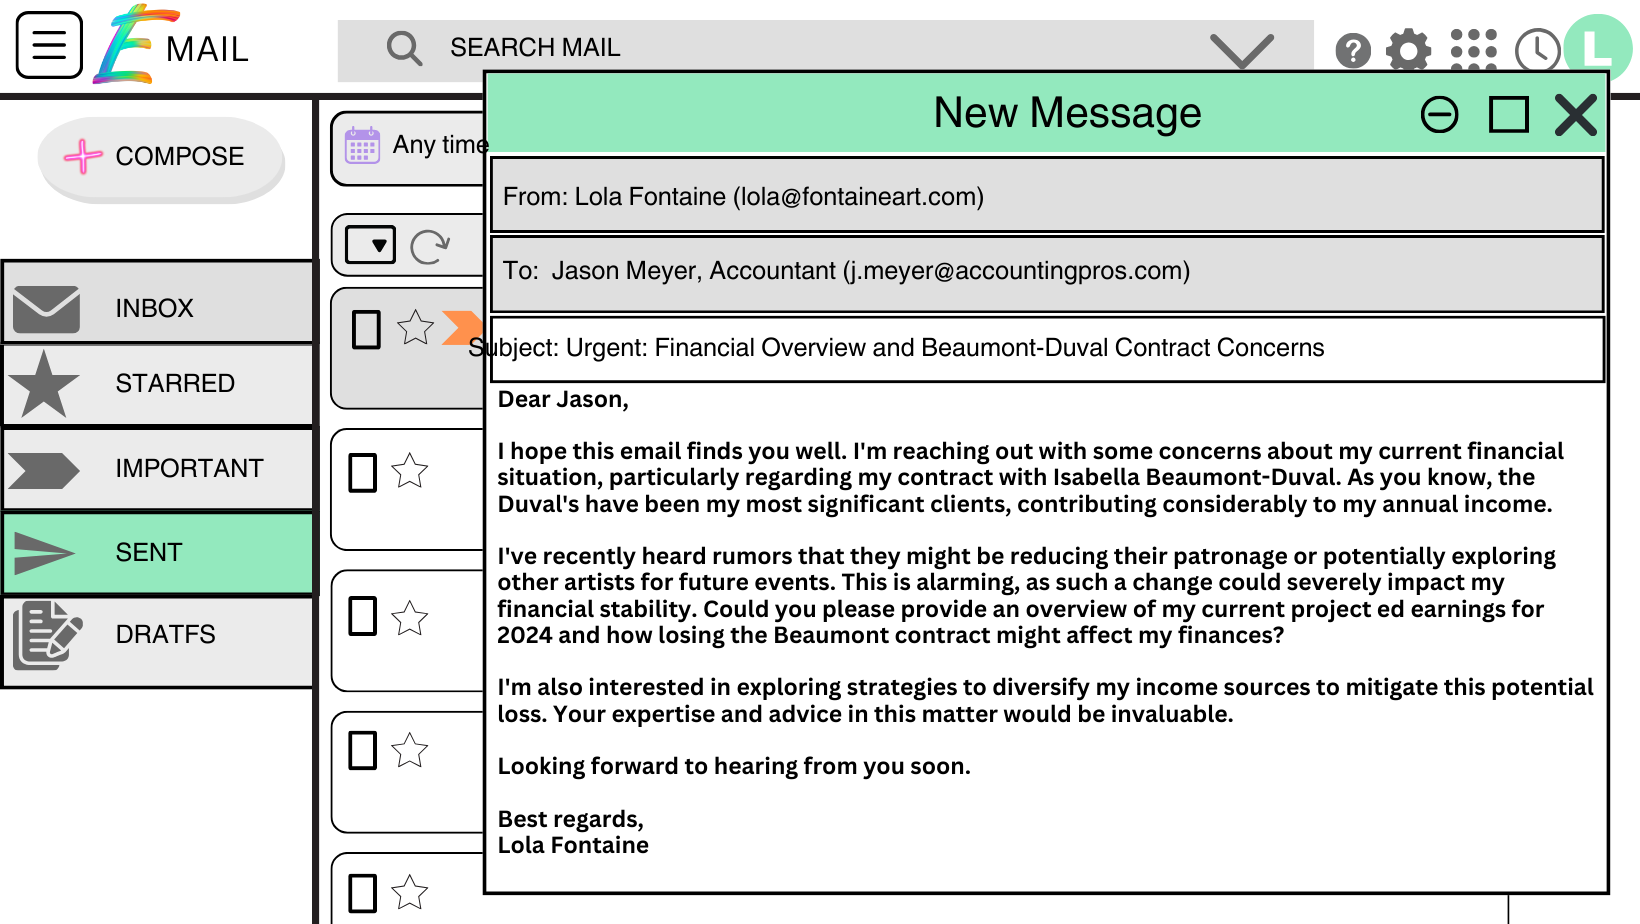 E MAIL
SEARCH MAIL
L
COMPOSE
Any time
INBOX
STARRED
IMPORTANT
SENT
DRATFS
New Message
From: Lola Fontaine (lola@fontaineart.com)
To: Jason Meyer, Accountant (j.meyer@accountingpros.com)
Subject: Urgent: Financial Overview and Beaumont-Duval Contract Concerns
Dear Jason,
I hope this email finds you well. I'm reaching out with some concerns about my current financial
situation, particularly regarding my contract with Isabella Beaumont-Duval. As you know, the
Duval's have been my most significant clients, contributing considerably to my annual income.
I've recently heard rumors that they might be reducing their patronage or potentially exploring
other artists for future events. This is alarming, as such a change could severely impact my
financial stability. Could you please provide an overview of my current project ed earnings for
2024 and how losing the Beaumont contract might affect my finances?
I'm also interested in exploring strategies to diversify my income sources to mitigate this potential
loss. Your expertise and advice in this matter would be invaluable.
Looking forward to hearing from you soon.
Best regards,
Lola Fontaine